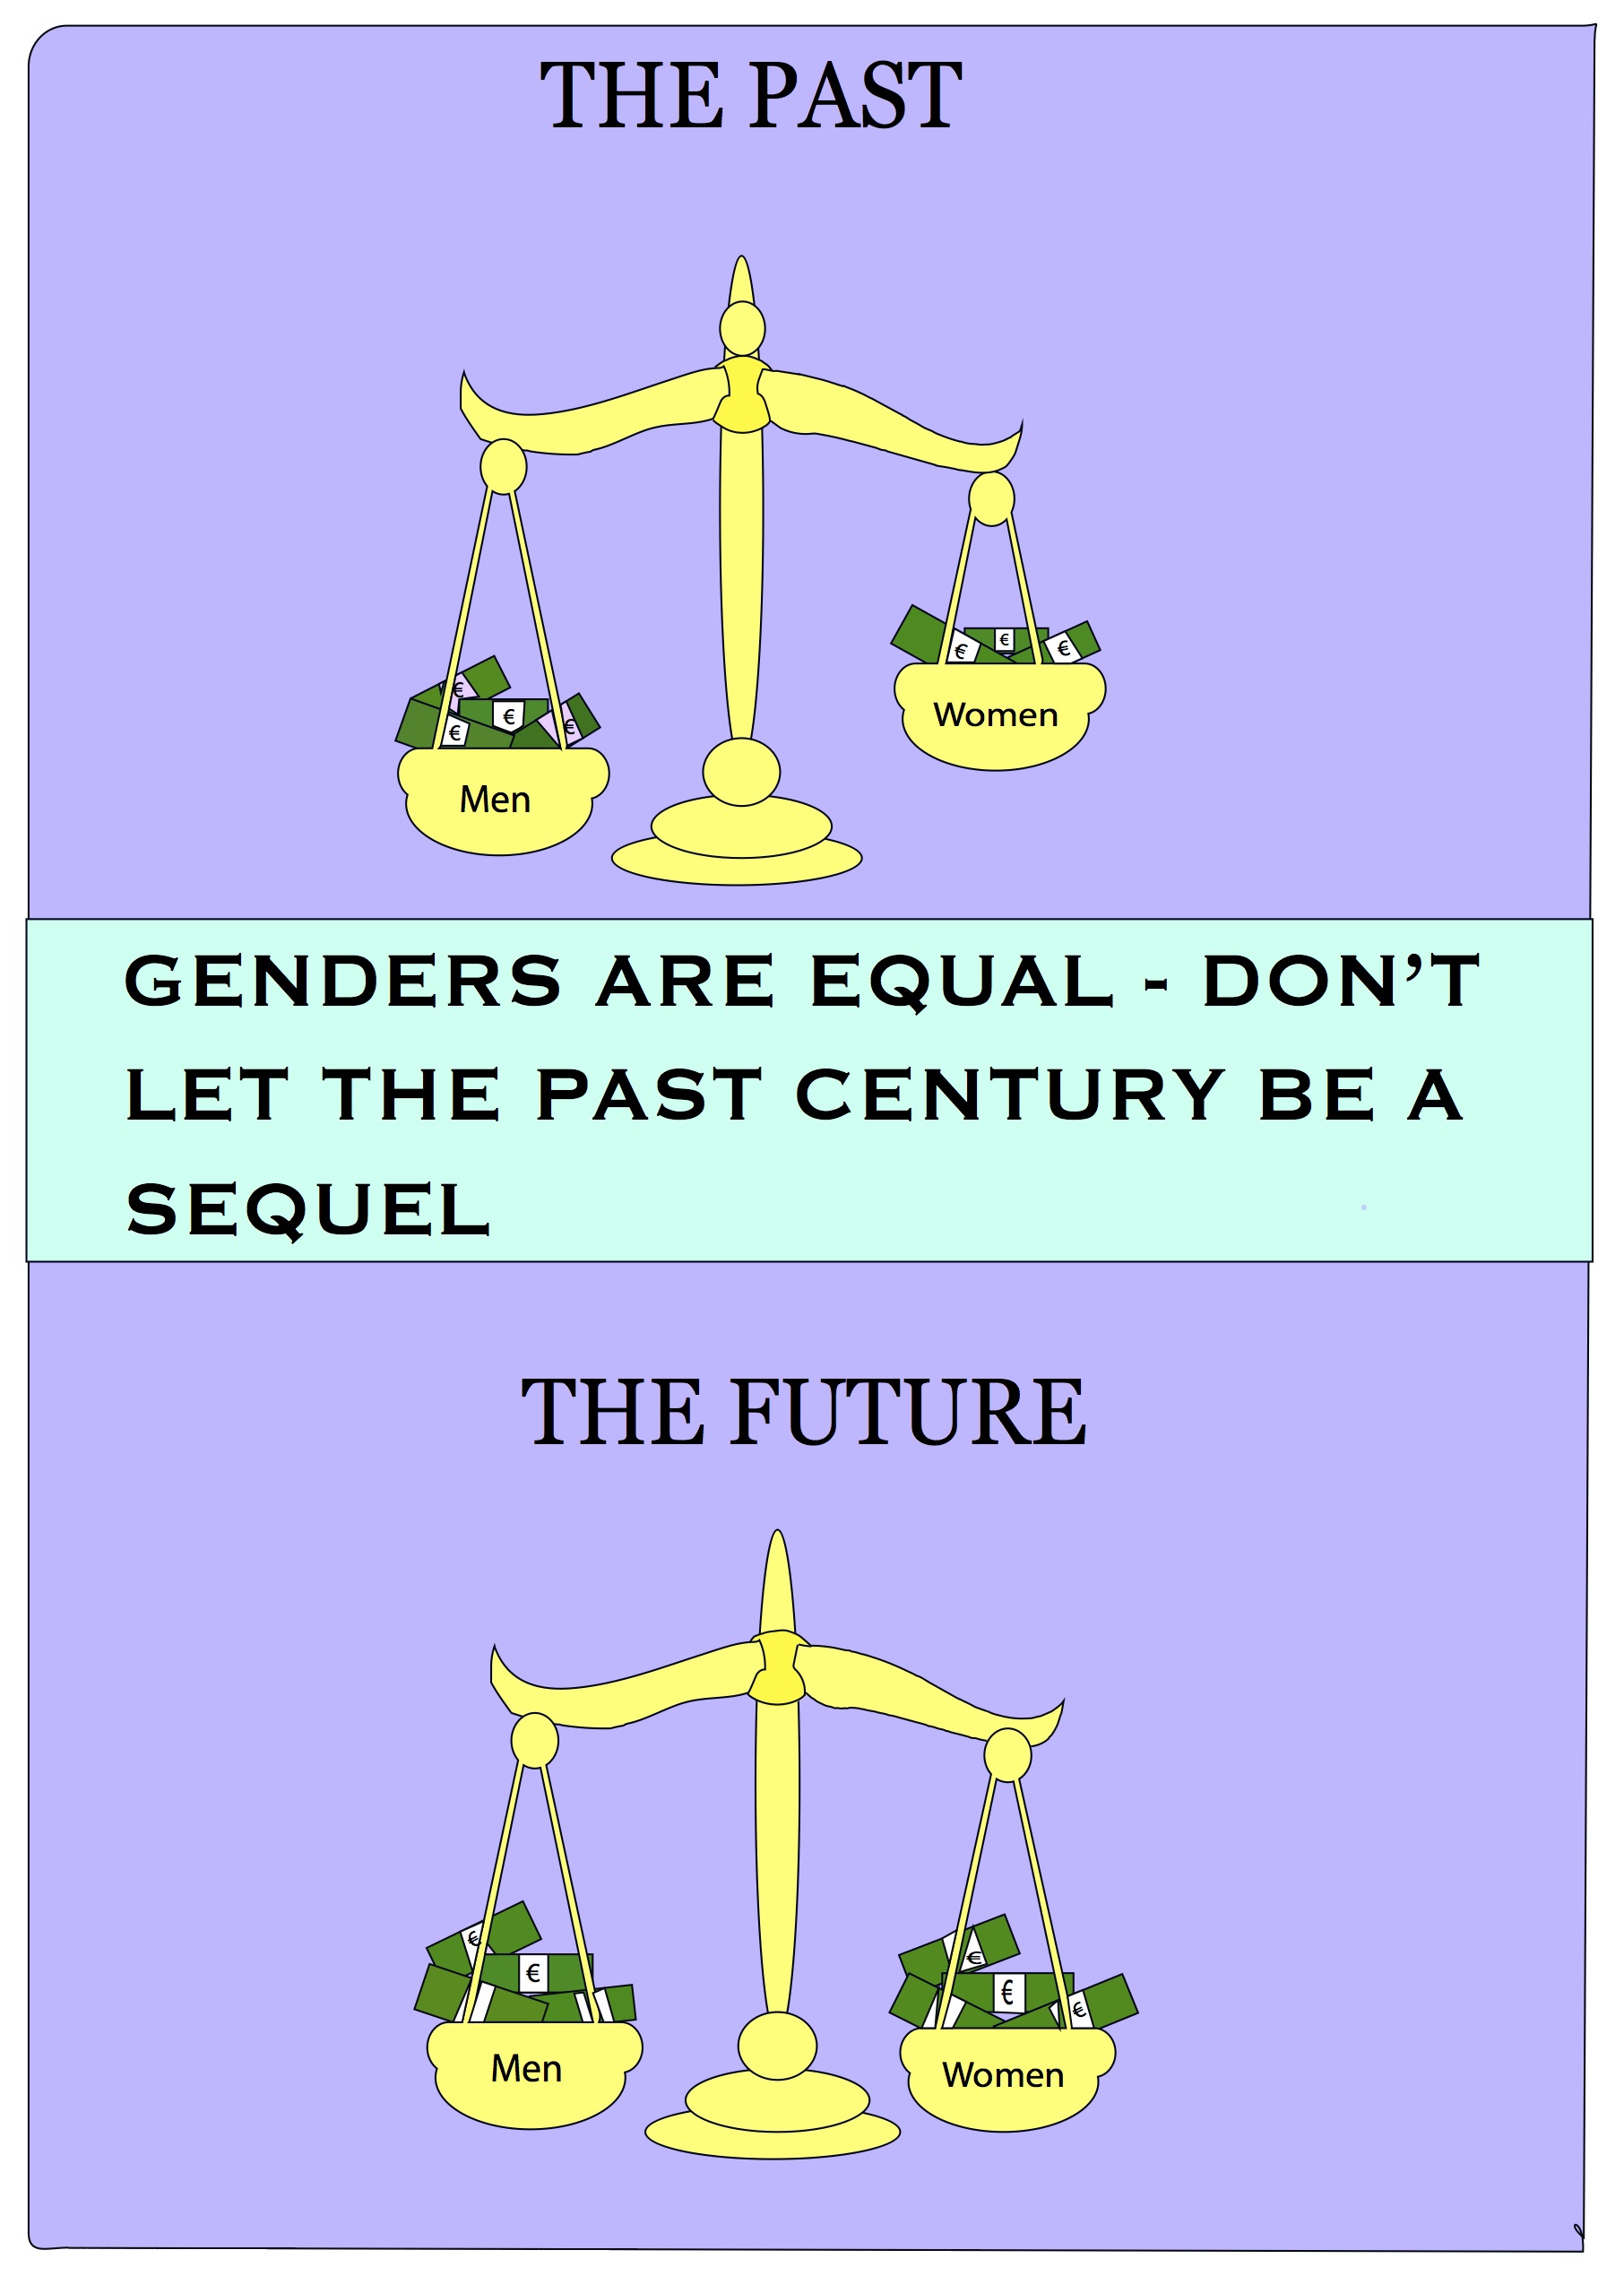 THE PAST
€
€
€
€
€
€
€
Women
Men
GENDERS ARE EQUAL - DON’T
LET THE PAST CENTURY BE A
SEQUEL
THE FUTURE
€
€
€
€
€
Men
Women